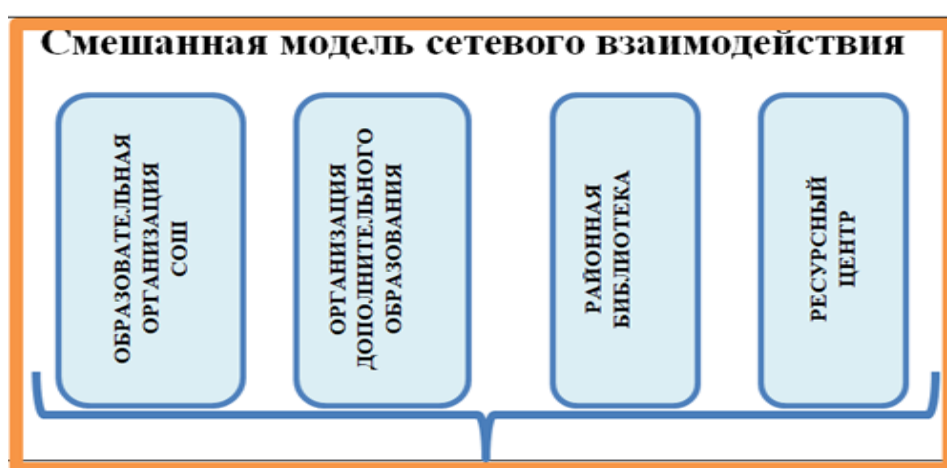 Смешанная модель сетевого взаимодействия
ОБРАЗОВАТЕЛЬНАЯ
ОРГАНИЗАЦИЯ
СОШ
ОРГАНИЗАЦИЯ
ДОПОЛНИТЕЛЬНОГО
ОБРАЗОВАНИЯ
РАЙОННАЯ
БИБЛИОТЕКА
РЕСУРСНЫЙ
ЦЕНТР